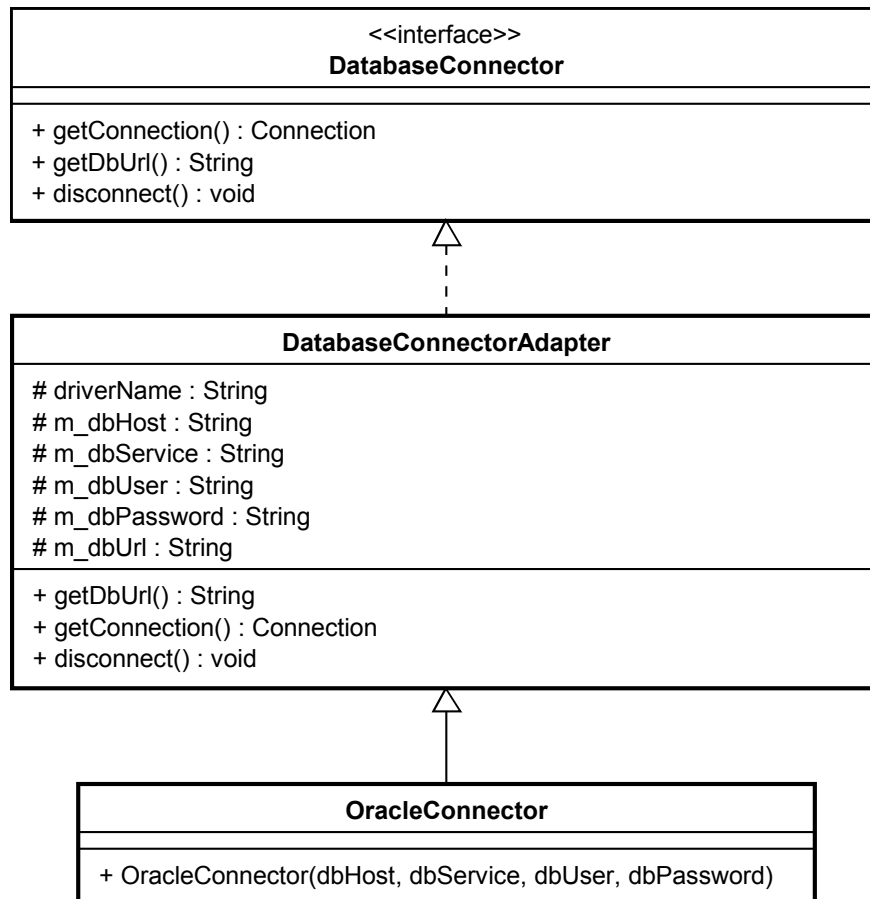 <<interface>>
DatabaseConnector
+ getConnection() : Connection
+ getDbUrl() : String
+ disconnect() : void
DatabaseConnectorAdapter
# driverName : String
# m_dbHost : String
# m_dbService : String
# m_dbUser : String
# m_dbPassword : String
# m_dbUrl : String
+ getDbUrl() : String
+ getConnection() : Connection
+ disconnect() : void
OracleConnector
+ OracleConnector(dbHost, dbService, dbUser, dbPassword)